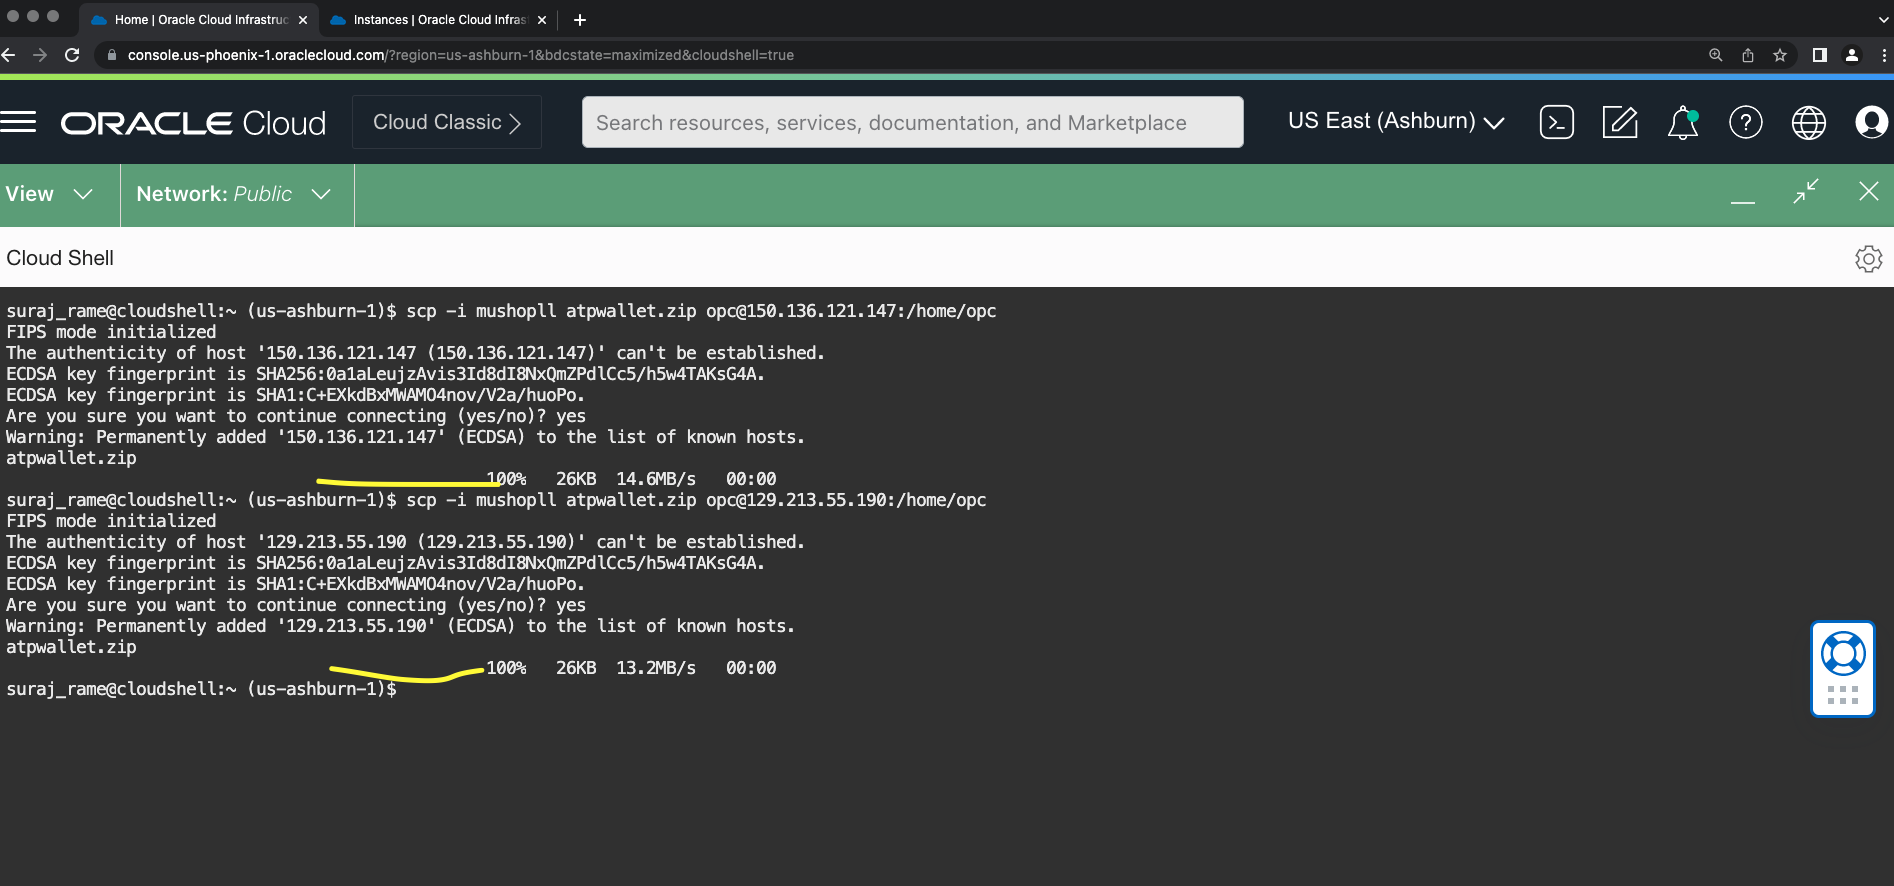 Home | Oracle Cloud Infrastruc
Instances | Oracle Cloud Infras
console.us-phoenix-1.oraclecloud.com/?region=us-ashburn-1&bdcstate=maximized&cloudshell=true
ORACLE Cloud
Cloud Classic
Search resources, services, documentation, and Marketplace
US East (Ashburn)
View
Network: Public
Cloud Shell
suraj_rame@cloudshell:~ (us-ashburn-1)$ scp -i mushopll atpwallet.zip opc@150.136.121.147:/home/opc
FIPS mode initialized
The authenticity of host '150.136.121.147 (150.136.121.147)' can't be established.
ECDSA key fingerprint is SHA256:0a1aLeujzAvis3Id8dI8NxQmZPdlCc5/h5w4TAKsG4A.
ECDSA key fingerprint is SHA1:C+EXkdBxMWAMO4nov/V2a/huoPo.
Are you sure you want to continue connecting (yes/no)? yes
Warning: Permanently added '150.136.121.147' (ECDSA) to the list of known hosts.
atpwallet.zip
100% 26KB 14.6MB/s 00:00
suraj_rame@cloudshell:~ (us-ashburn-1)$ scp -i mushopll atpwallet.zip opc@129.213.55.190:/home/opc
FIPS mode initialized
The authenticity of host '129.213.55.190 (129.213.55.190)' can't be established.
ECDSA key fingerprint is SHA256:0a1aLeujzAvis3Id8dI8NxQmZPdlCc5/h5w4TAKsG4A.
ECDSA key fingerprint is SHA1:C+EXkdBxMWAMO4nov/V2a/huoPo.
Are you sure you want to continue connecting (yes/no)? yes
Warning: Permanently added '129.213.55.190' (ECDSA) to the list of known hosts.
atpwallet.zip
100% 26KB 13.2MB/s 00:00
suraj_rame@cloudshell:~ (us-ashburn-1)$